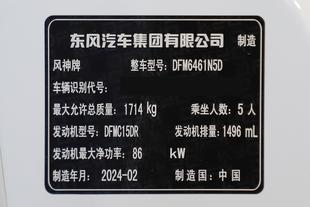 东风汽车集团有限公司 制造
风神牌 整车型号: DFM6461N5D
车辆识别代号:
最大允许总质量: 1714 kg 乘坐人数: 5 人
发动机型号: DFMC15DR 发动机排量: 1496 mL
发动机最大净功率: 86 kW
制造年月: 2024-02 制造国: 中国